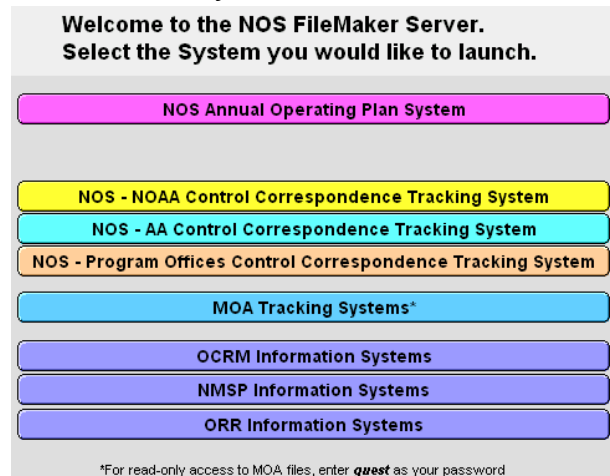 Welcome to the NOS FileMaker Server.
Select the System you would like to launch.
NOS Annual Operating Plan System
NOS - NOAA Control Correspondence Tracking System
NOS - AA Control Correspondence Tracking System
NOS - Program Offices Control Correspondence Tracking System
MOA Tracking Systems*
OCRM Information Systems
NMSP Information Systems
ORR Information Systems
*For read-only access to MOA files, enter guest as your password